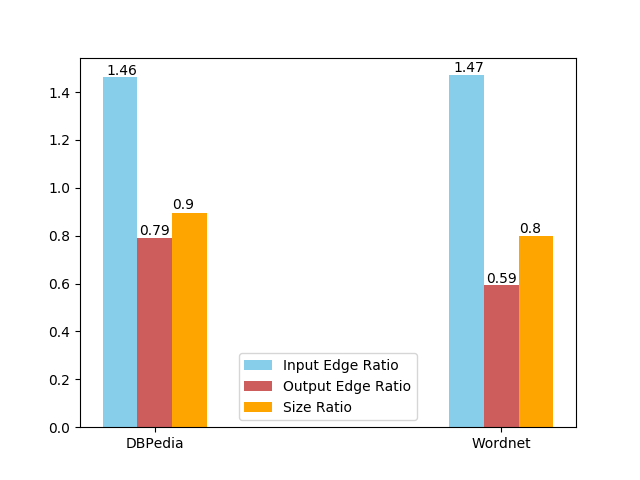 1.46
1.47
1.4
1.2
1.0
0.9
0.8
0.8
0.79
0.6
0.59
0.4
0.2
0.0
Input Edge Ratio
Output Edge Ratio
Size Ratio
DBPedia
Wordnet